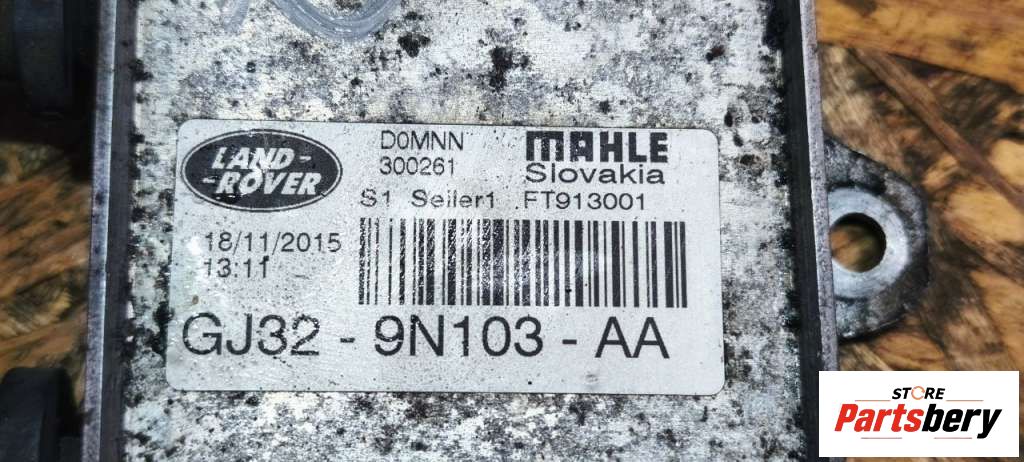 LAND-
-ROVER
D0MNN
300261
MAHLE
Slovakia
S1 Seiler1 FT913001
18/11/2015
13:11
GJ32 - 9N103 - AA
STORE
Partsbery